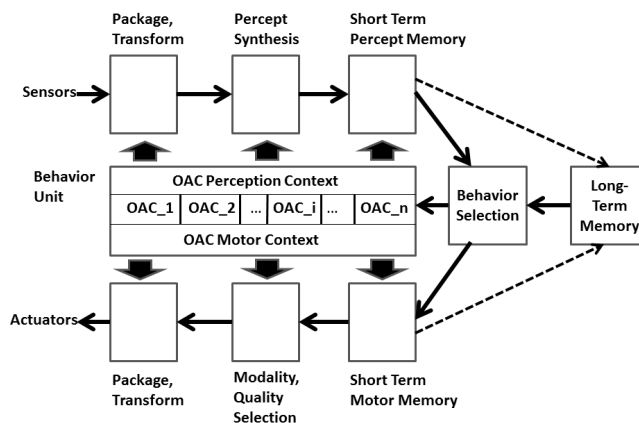 Package,
Transform
Percept
Synthesis
Short Term
Percept Memory
Sensors
Behavior
Unit
OAC Perception Context
OAC_1 OAC_2 ... OAC_i ... OAC_n
OAC Motor Context
Behavior
Selection
Long-
Term
Memory
Actuators
Package,
Transform
Modality,
Quality
Selection
Short Term
Motor Memory